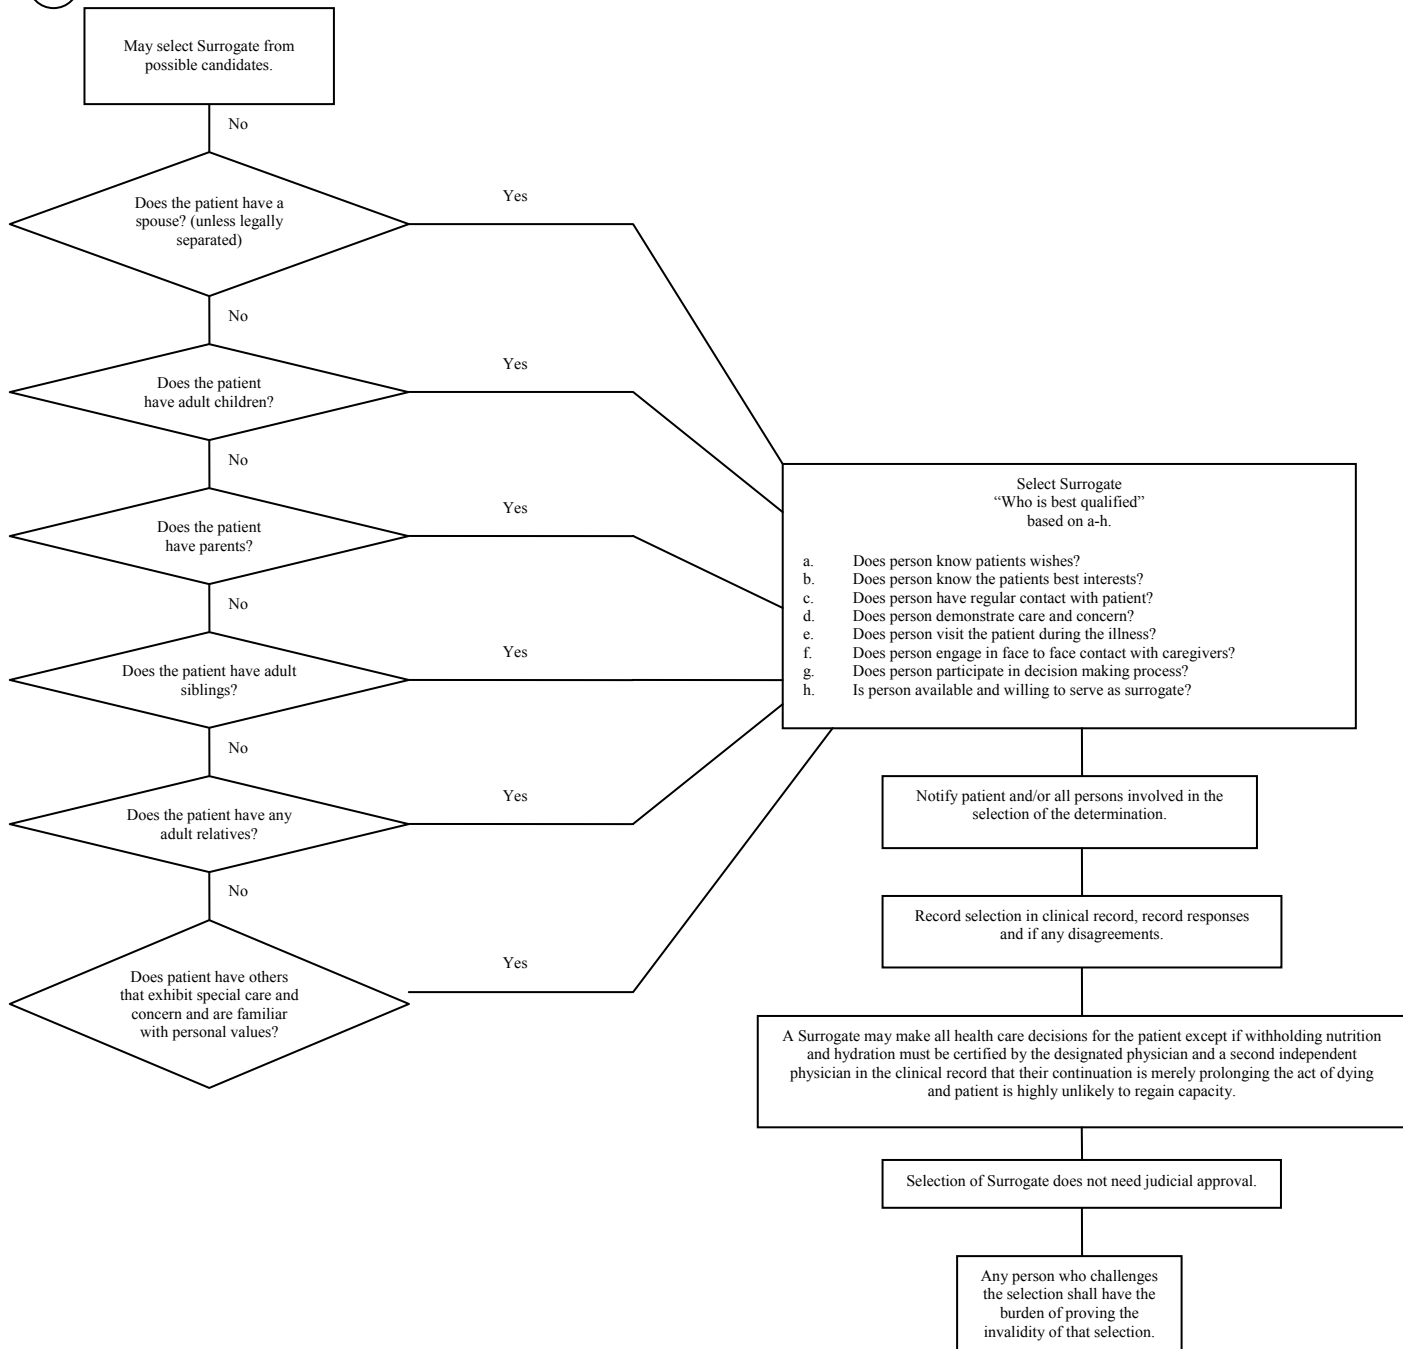 May select Surrogate from
possible candidates.
No
Does the patient have a
spouse? (unless legally
separated)
Yes
No
Does the patient
have adult children?
Yes
No
Does the patient
have parents?
Yes
No
Does the patient have adult
siblings?
Yes
No
Does the patient have any
adult relatives?
Yes
No
Does patient have others
that exhibit special care and
concern and are familiar
with personal values?
Yes
Select Surrogate
“Who is best qualified”
based on a-h.
a. Does person know patients wishes?
b. Does person know the patients best interests?
c. Does person have regular contact with patient?
d. Does person demonstrate care and concern?
e. Does person visit the patient during the illness?
f. Does person engage in face to face contact with caregivers?
g. Does person participate in decision making process?
h. Is person available and willing to serve as surrogate?
Notify patient and/or all persons involved in the
selection of the determination.
Record selection in clinical record, record responses
and if any disagreements.
A Surrogate may make all health care decisions for the patient except if withholding nutrition
and hydration must be certified by the designated physician and a second independent
physician in the clinical record that their continuation is merely prolonging the act of dying
and patient is highly unlikely to regain capacity.
Selection of Surrogate does not need judicial approval.
Any person who challenges
the selection shall have the
burden of proving the
invalidity of that selection.